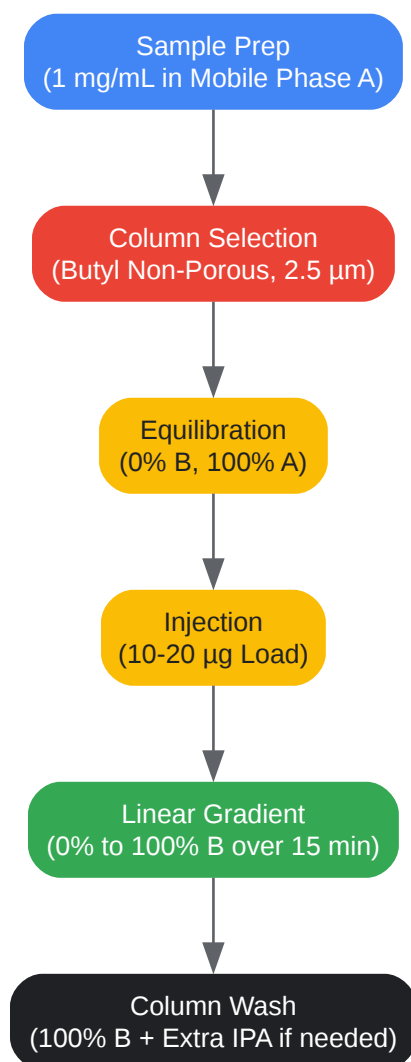 Sample Prep
(1 mg/mL in Mobile Phase A)
Column Selection
(Butyl Non-Porous, 2.5 µm)
Equilibration
(0% B, 100% A)
Injection
(10-20 µg Load)
Linear Gradient
(0% to 100% B over 15 min)
Column Wash
(100% B + Extra IPA if needed)